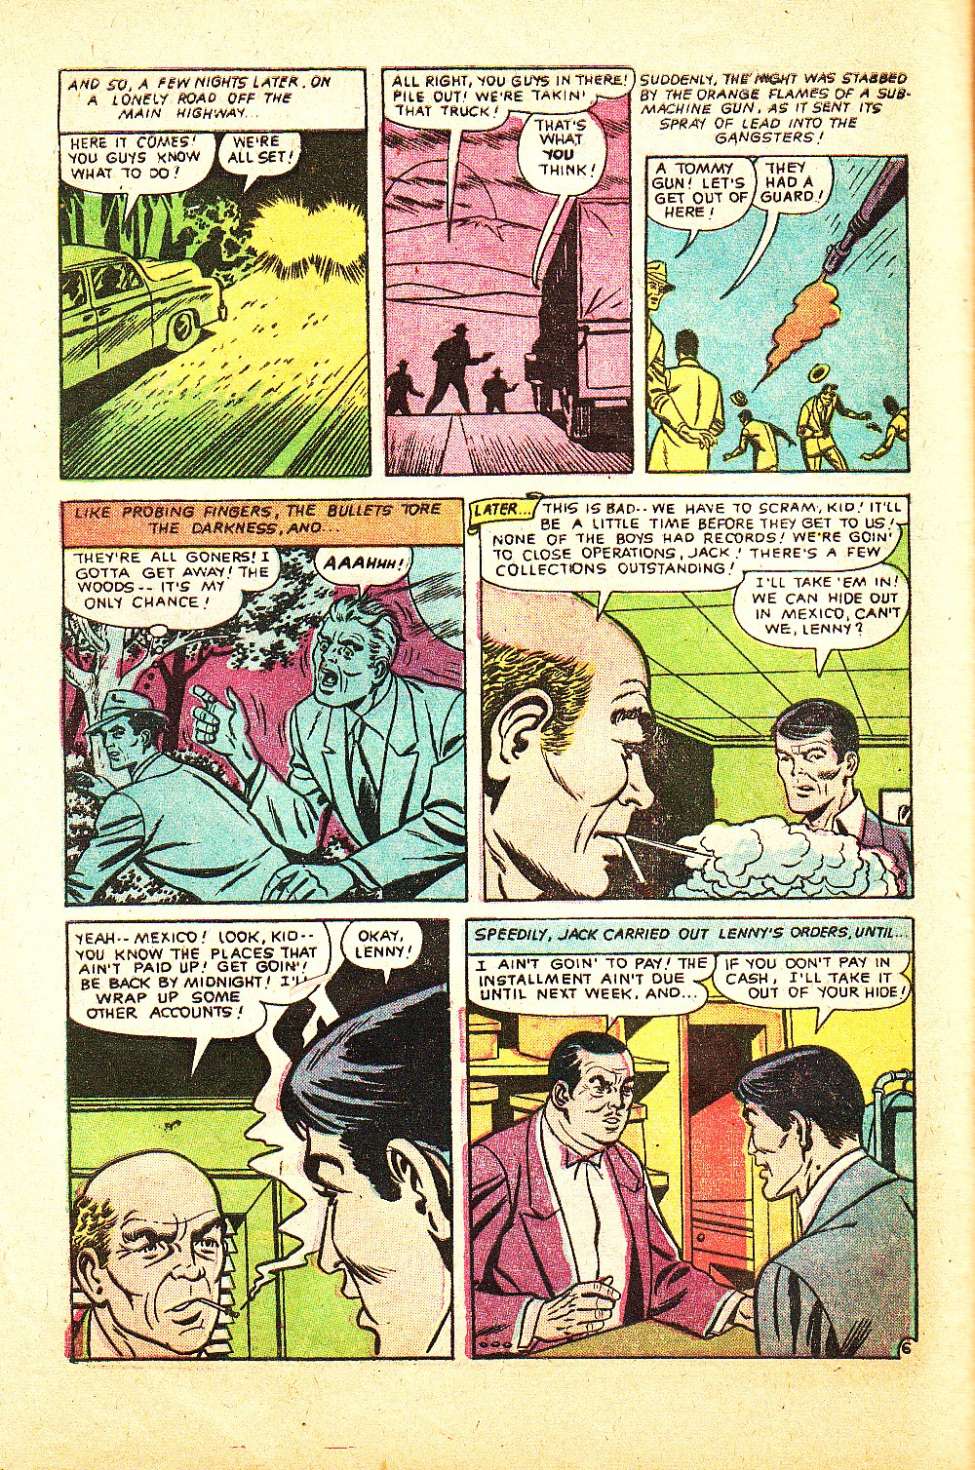 AND SO, A FEW NIGHTS LATER, ON
A LONELY ROAD OFF THE
MAIN HIGHWAY...
HERE IT COMES!
YOU GUYS KNOW
WHAT TO DO!
WE'RE
ALL SET!
ALL RIGHT, YOU GUYS IN THERE!
PILE OUT! WE'RE TAKIN'
THAT TRUCK!
THAT'S
WHAT
YOU
THINK!
SUDDENLY, THE NIGHT WAS STABBED
BY THE ORANGE FLAMES OF A SUB-
MACHINE GUN, AS IT SENT ITS
SPRAY OF LEAD INTO THE
GANGSTERS!
A TOMMY
GUN! LET'S
GET OUT OF
HERE!
THEY
HAD A
GUARD!
LIKE PROBING FINGERS, THE BULLETS TORE
THE DARKNESS, AND...
THEY'RE ALL GONERS! I
GOTTA GET AWAY! THE
WOODS-- IT'S MY
ONLY CHANCE!
AAAHHH!
LATER...
THIS IS BAD-- WE HAVE TO SCRAM, KID! IT'LL
BE A LITTLE TIME BEFORE THEY GET TO US!
NONE OF THE BOYS HAD RECORDS! WE'RE GOIN'
TO CLOSE OPERATIONS, JACK! THERE'S A FEW
COLLECTIONS OUTSTANDING!
I'LL TAKE 'EM IN!
WE CAN HIDE OUT
IN MEXICO, CAN'T
WE, LENNY?
YEAH-- MEXICO! LOOK, KID--
YOU KNOW THE PLACES THAT
AIN'T PAID UP! GET GOIN'!
BE BACK BY MIDNIGHT! I'LL
WRAP UP SOME
OTHER ACCOUNTS!
OKAY,
LENNY!
SPEEDILY, JACK CARRIED OUT LENNY'S ORDERS, UNTIL...
I AIN'T GOIN' TO PAY! THE
INSTALLMENT AIN'T DUE
UNTIL NEXT WEEK, AND...
IF YOU DON'T PAY IN
CASH, I'LL TAKE IT
OUT OF YOUR HIDE!
6